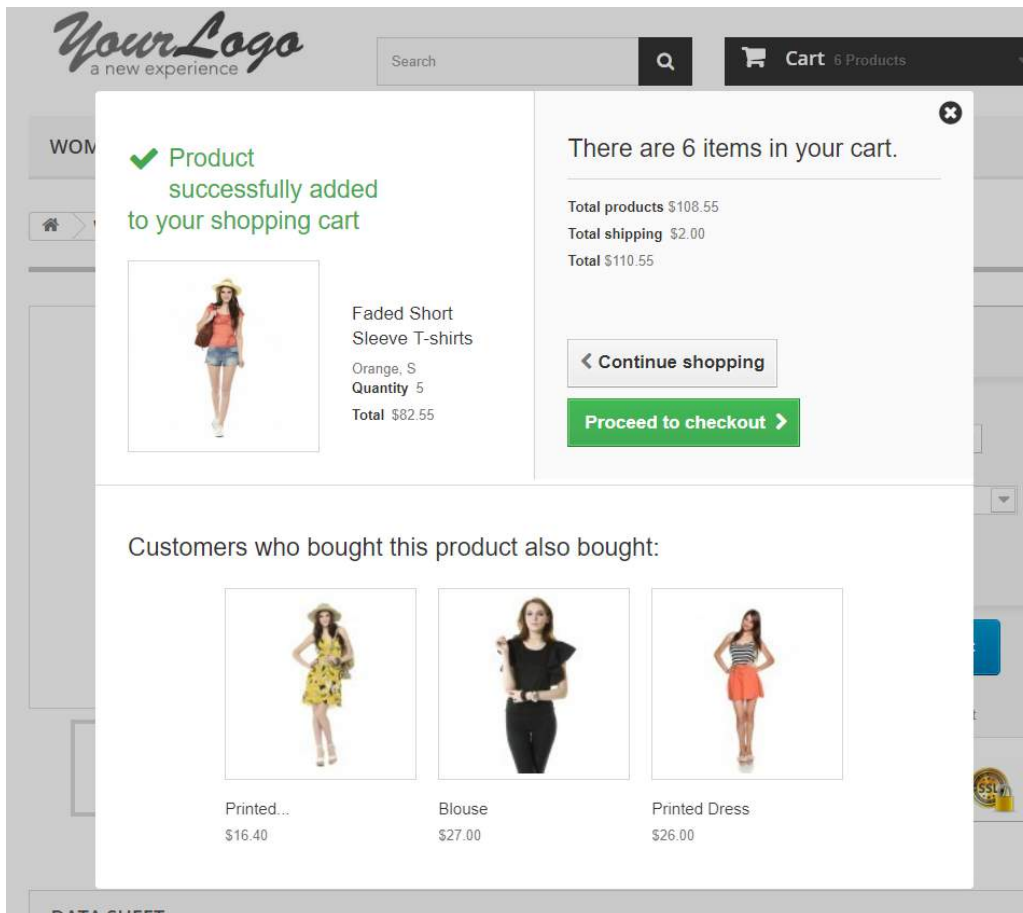 YourLogo
a new experience
Search
Cart 6 Products
WOM
Product
successfully added
to your shopping cart
Faded Short
Sleeve T-shirts
Orange, S
Quantity 5
Total $82.55
There are 6 items in your cart.
Total products $108.55
Total shipping $2.00
Total $110.55
Continue shopping
Proceed to checkout
Customers who bought this product also bought:
Printed...
$16.40
Blouse
$27.00
Printed Dress
$26.00
SSL
DATA SHEET